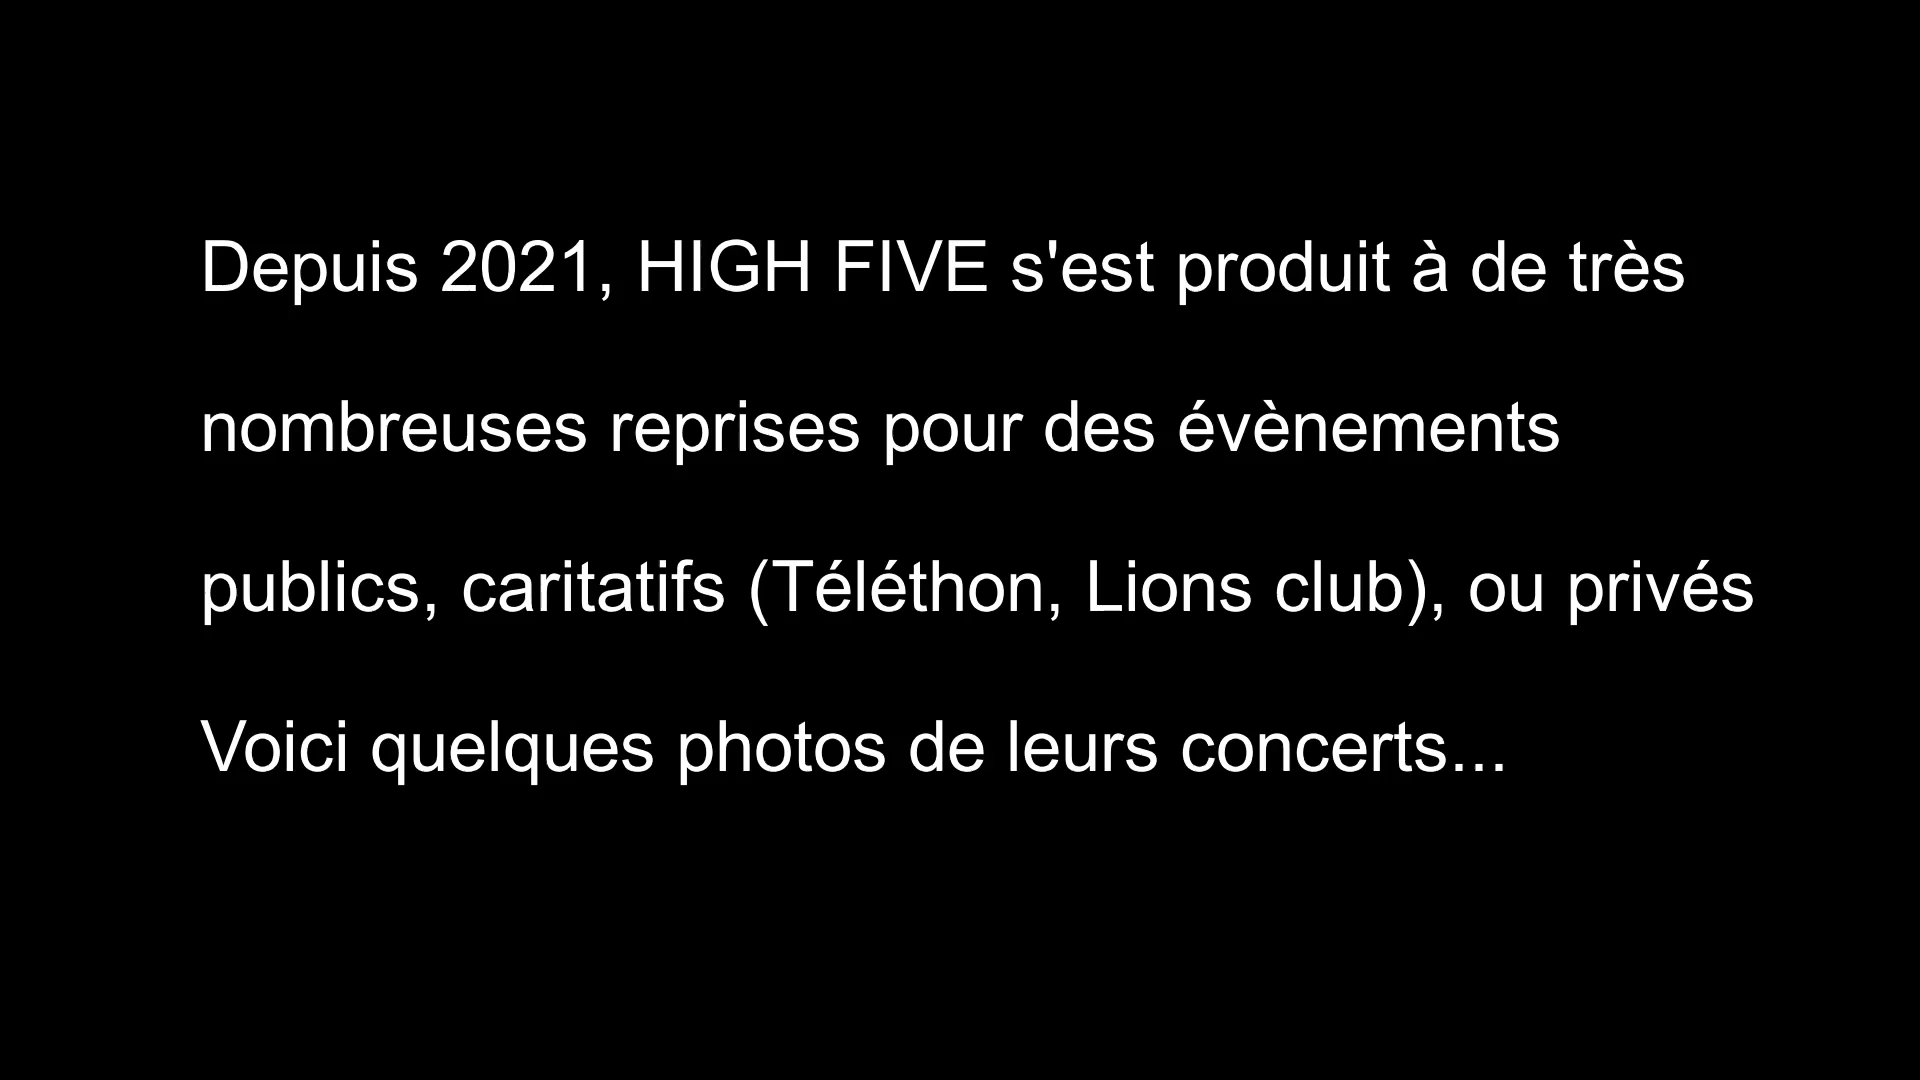 Depuis 2021, HIGH FIVE s'est produit à de très
nombreuses reprises pour des évènements
publics, caritatifs (Téléthon, Lions club), ou privés
Voici quelques photos de leurs concerts...